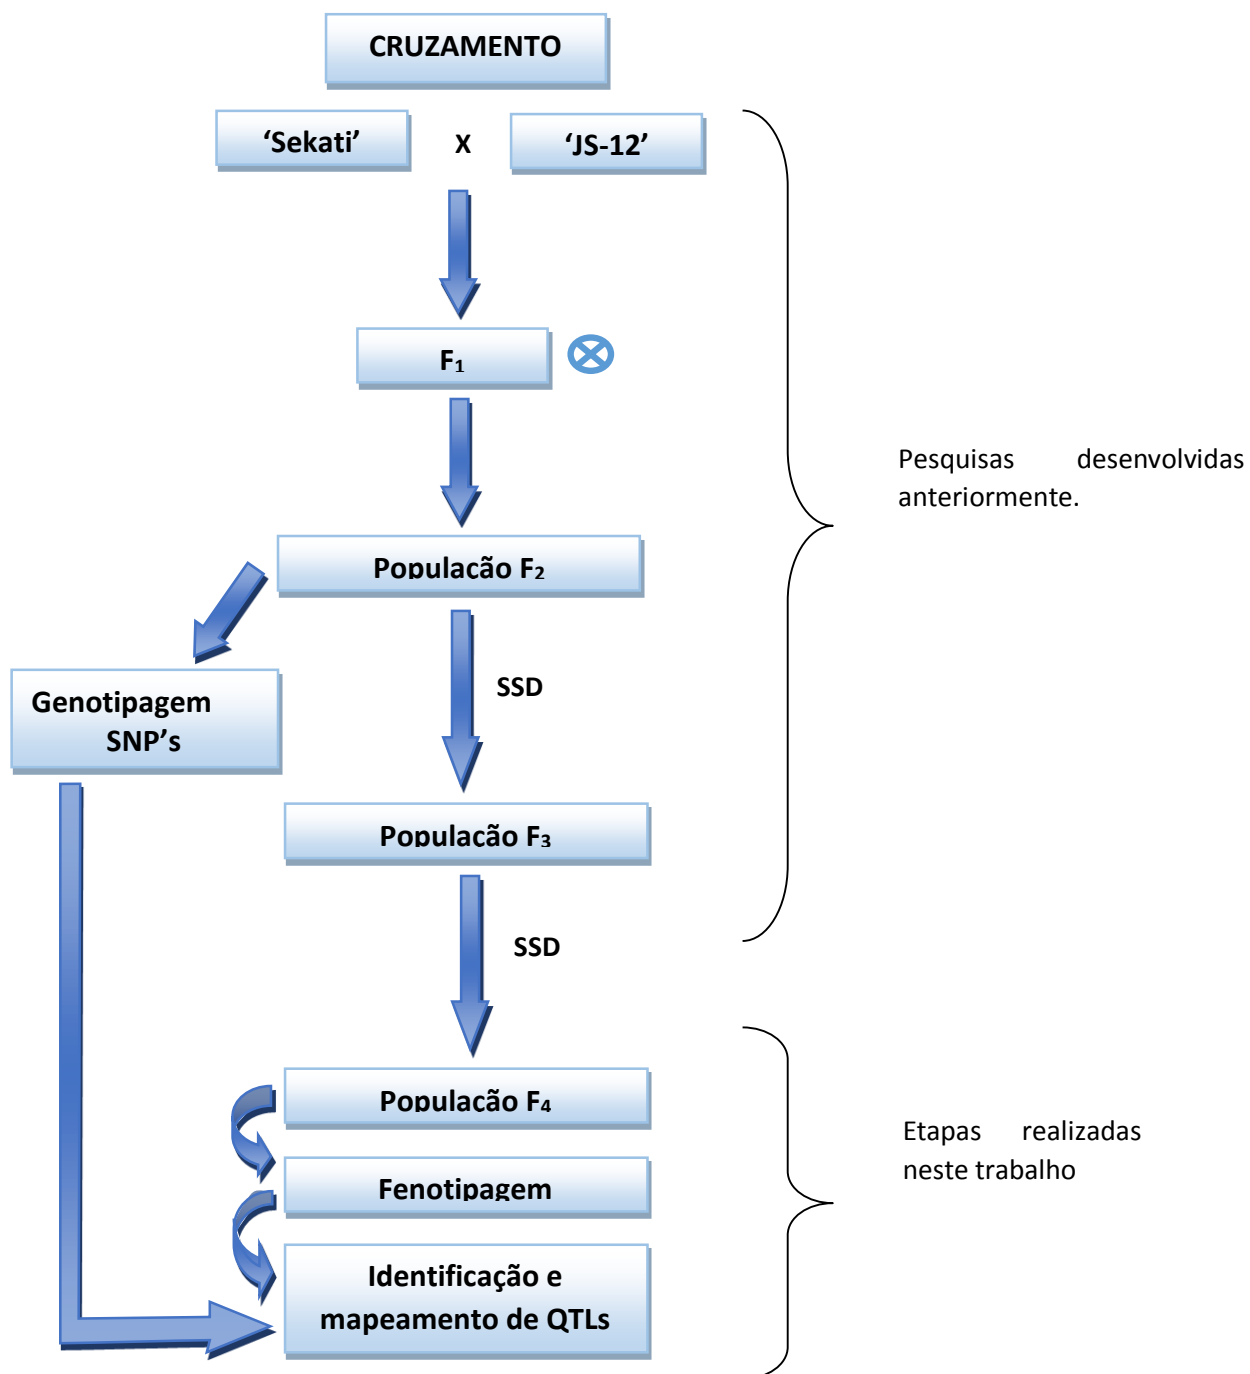 CRUZAMENTO
‘Sekati’ X ‘JS-12’
F₁
Pesquisas desenvolvidas
anteriormente.
População F₂
SSD
Genotipagem
SNP’s
População F₃
SSD
População F₄
Etapas realizadas
neste trabalho
Fenotipagem
Identificação e
mapeamento de QTLs